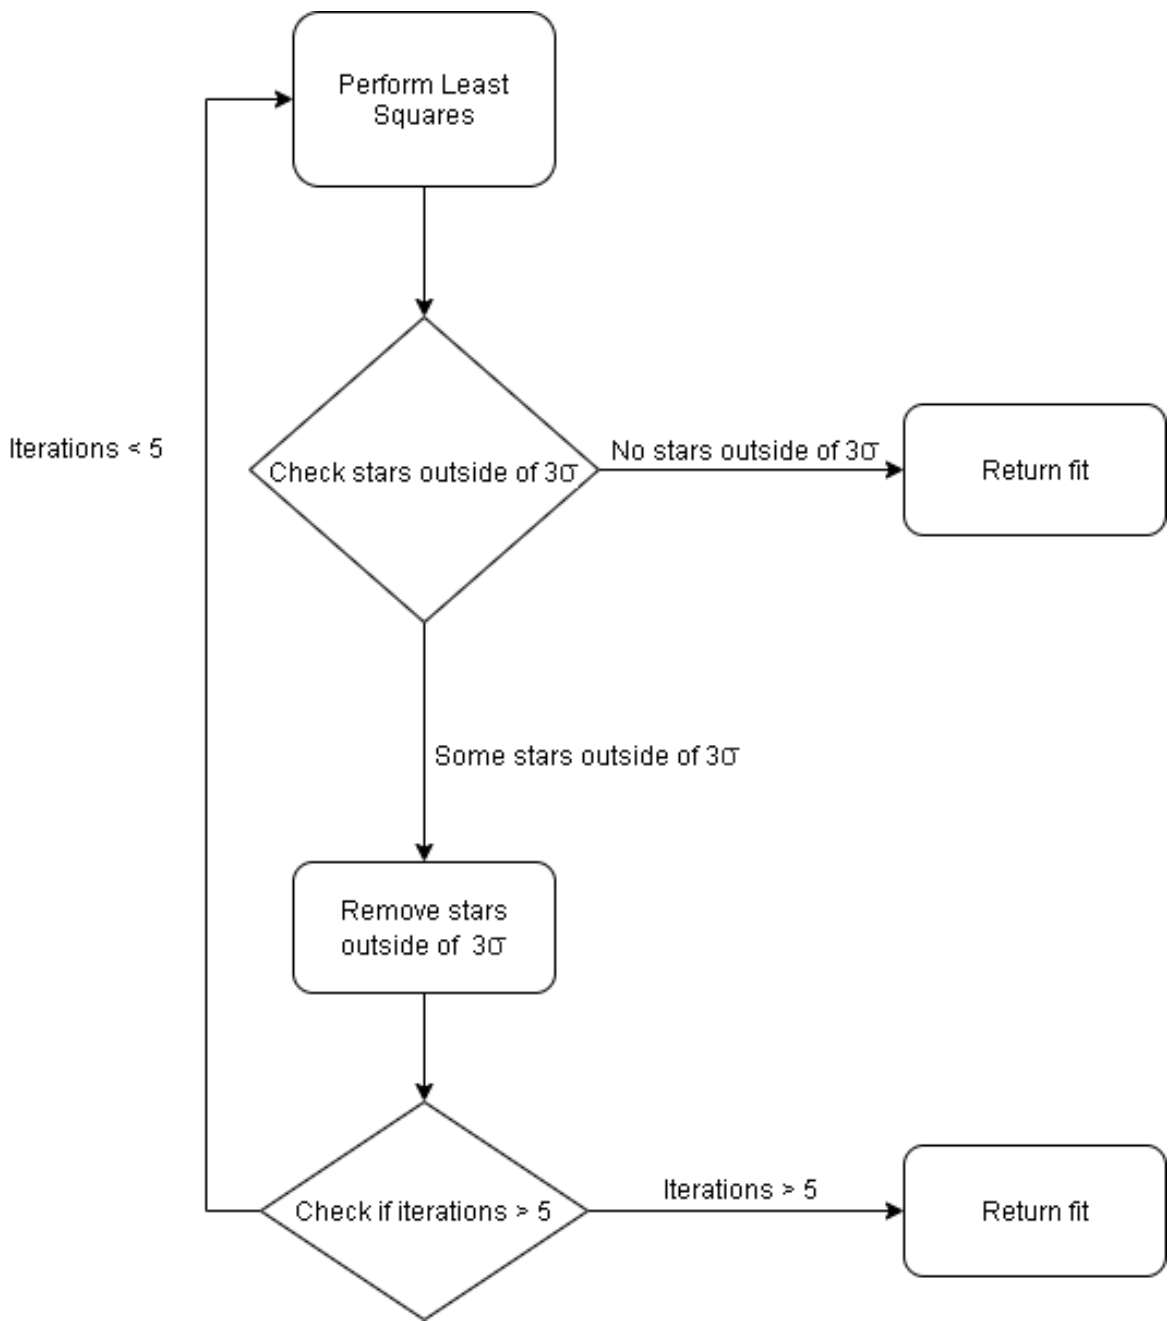 Perform Least
Squares
Iterations < 5
No stars outside of 3σ
Check stars outside of 3σ
Return fit
Some stars outside of 3σ
Remove stars
outside of 3σ
Iterations > 5
Check if iterations > 5
Return fit